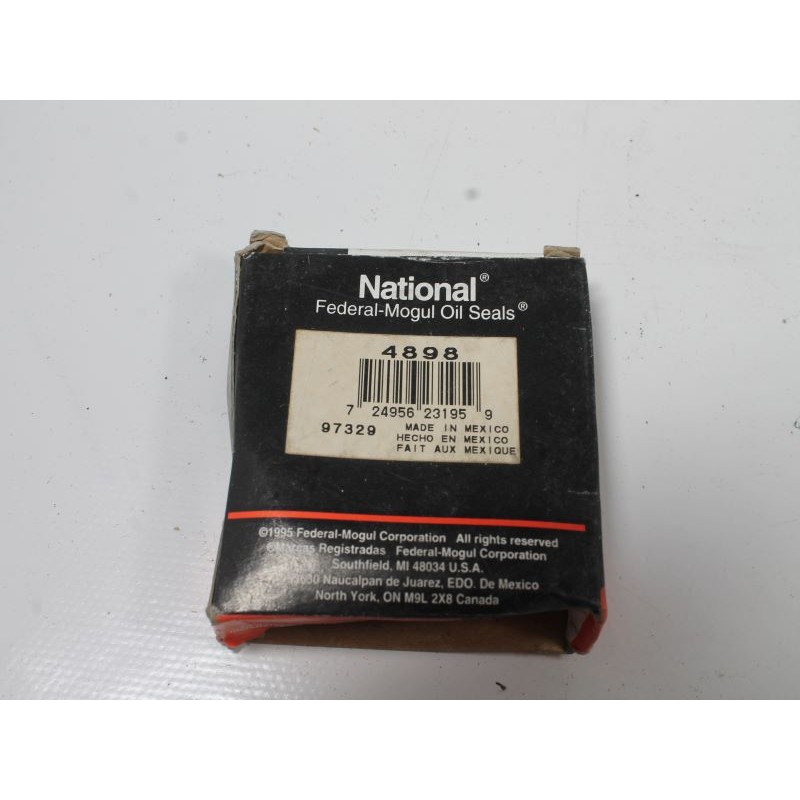 National®
Federal-Mogul Oil Seals®
4898
7 24956 23195 9
97329 MADE IN MEXICO
HECHO EN MEXICO
FAIT AUX MEXIQUE
©1995 Federal-Mogul Corporation All rights reserved
Registradas Federal-Mogul Corporation
Southfield, MI 48034 U.S.A.
Naucalpan de Juarez, EDO. De Mexico
North York, ON M9L 2X8 Canada